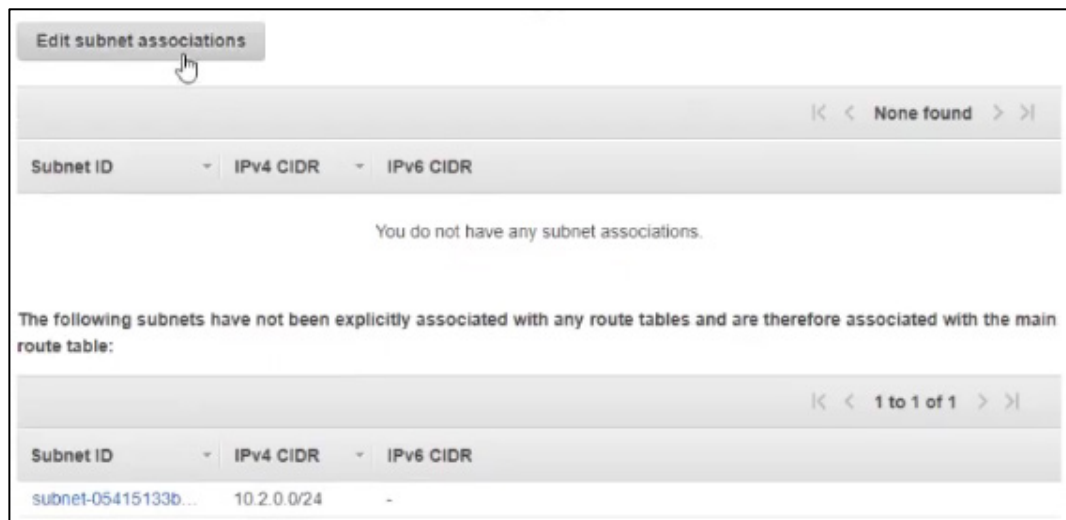 Edit subnet associations
None found
Subnet ID IPv4 CIDR IPv6 CIDR
You do not have any subnet associations.
The following subnets have not been explicitly associated with any route tables and are therefore associated with the main
route table:
1 to 1 of 1
Subnet ID IPv4 CIDR IPv6 CIDR
subnet-05415133b... 10.2.0.0/24 -